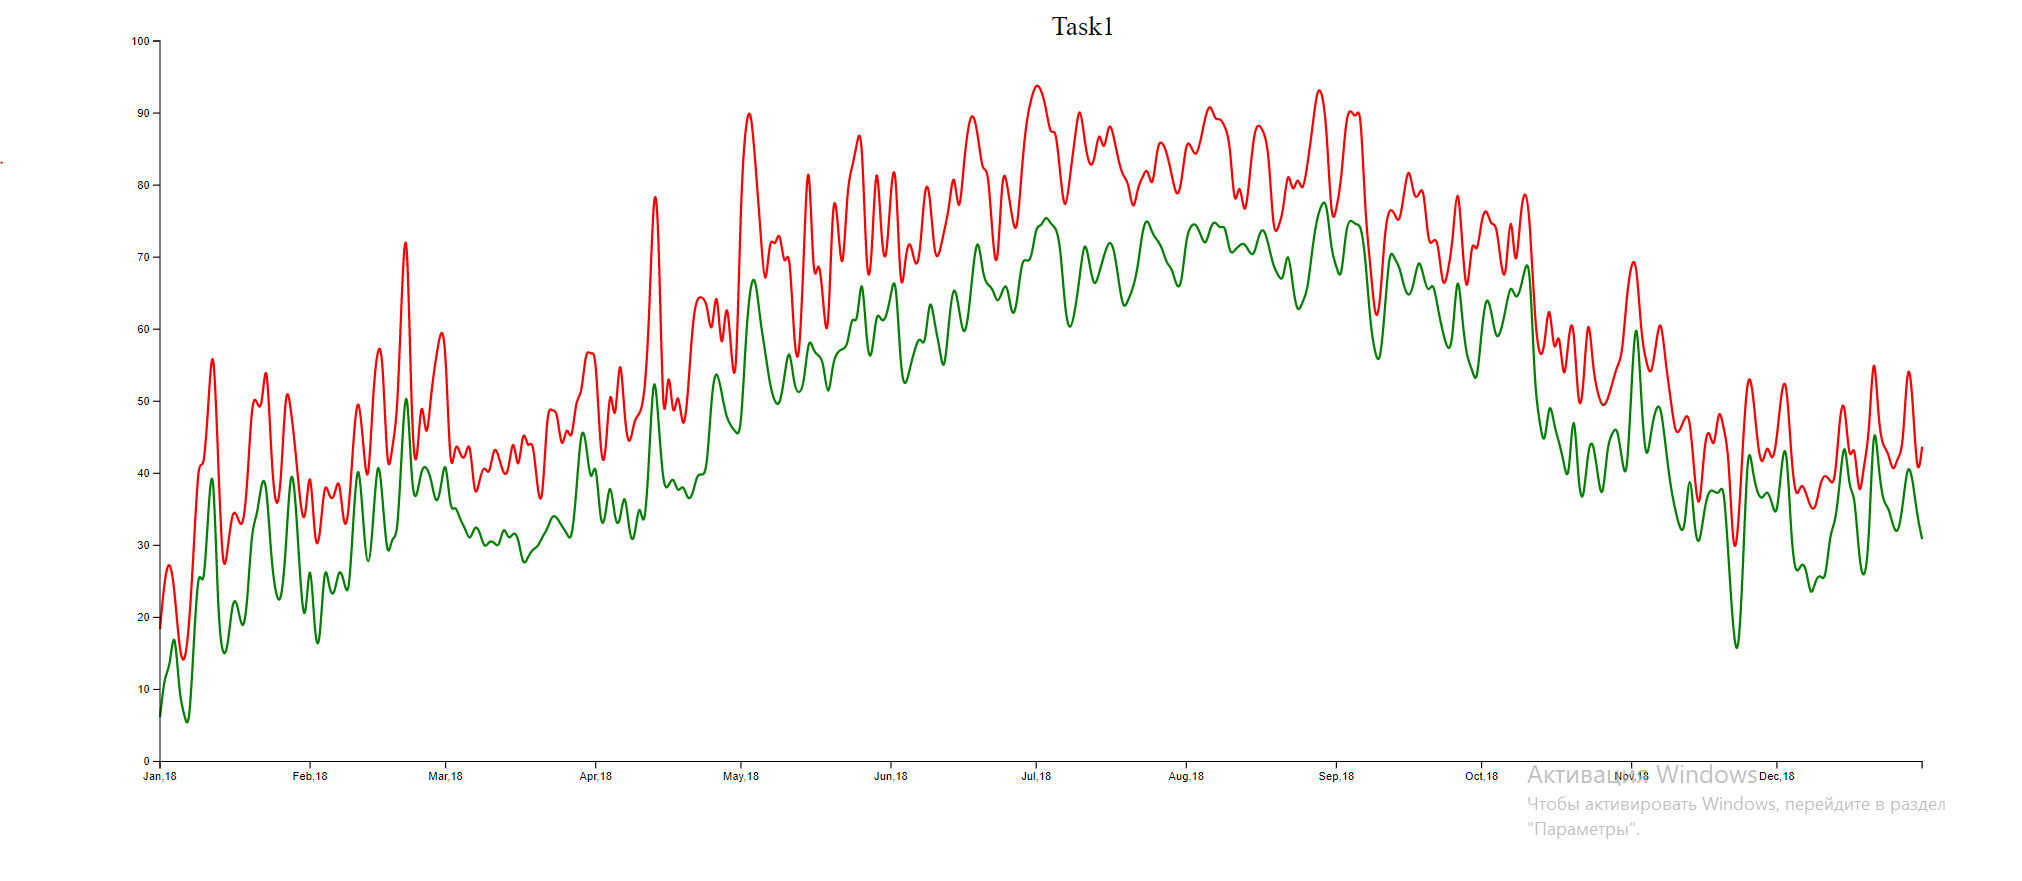 Task1
100
90
80
70
60
50
40
30
20
10
0
Jan,18 Feb,18 Mar,18 Apr,18 May,18 Jun,18 Jul,18 Aug,18 Sep,18 Oct,18 Nov,18 Dec,18
Активация Windows
Чтобы активировать Windows, перейдите в раздел
"Параметры".